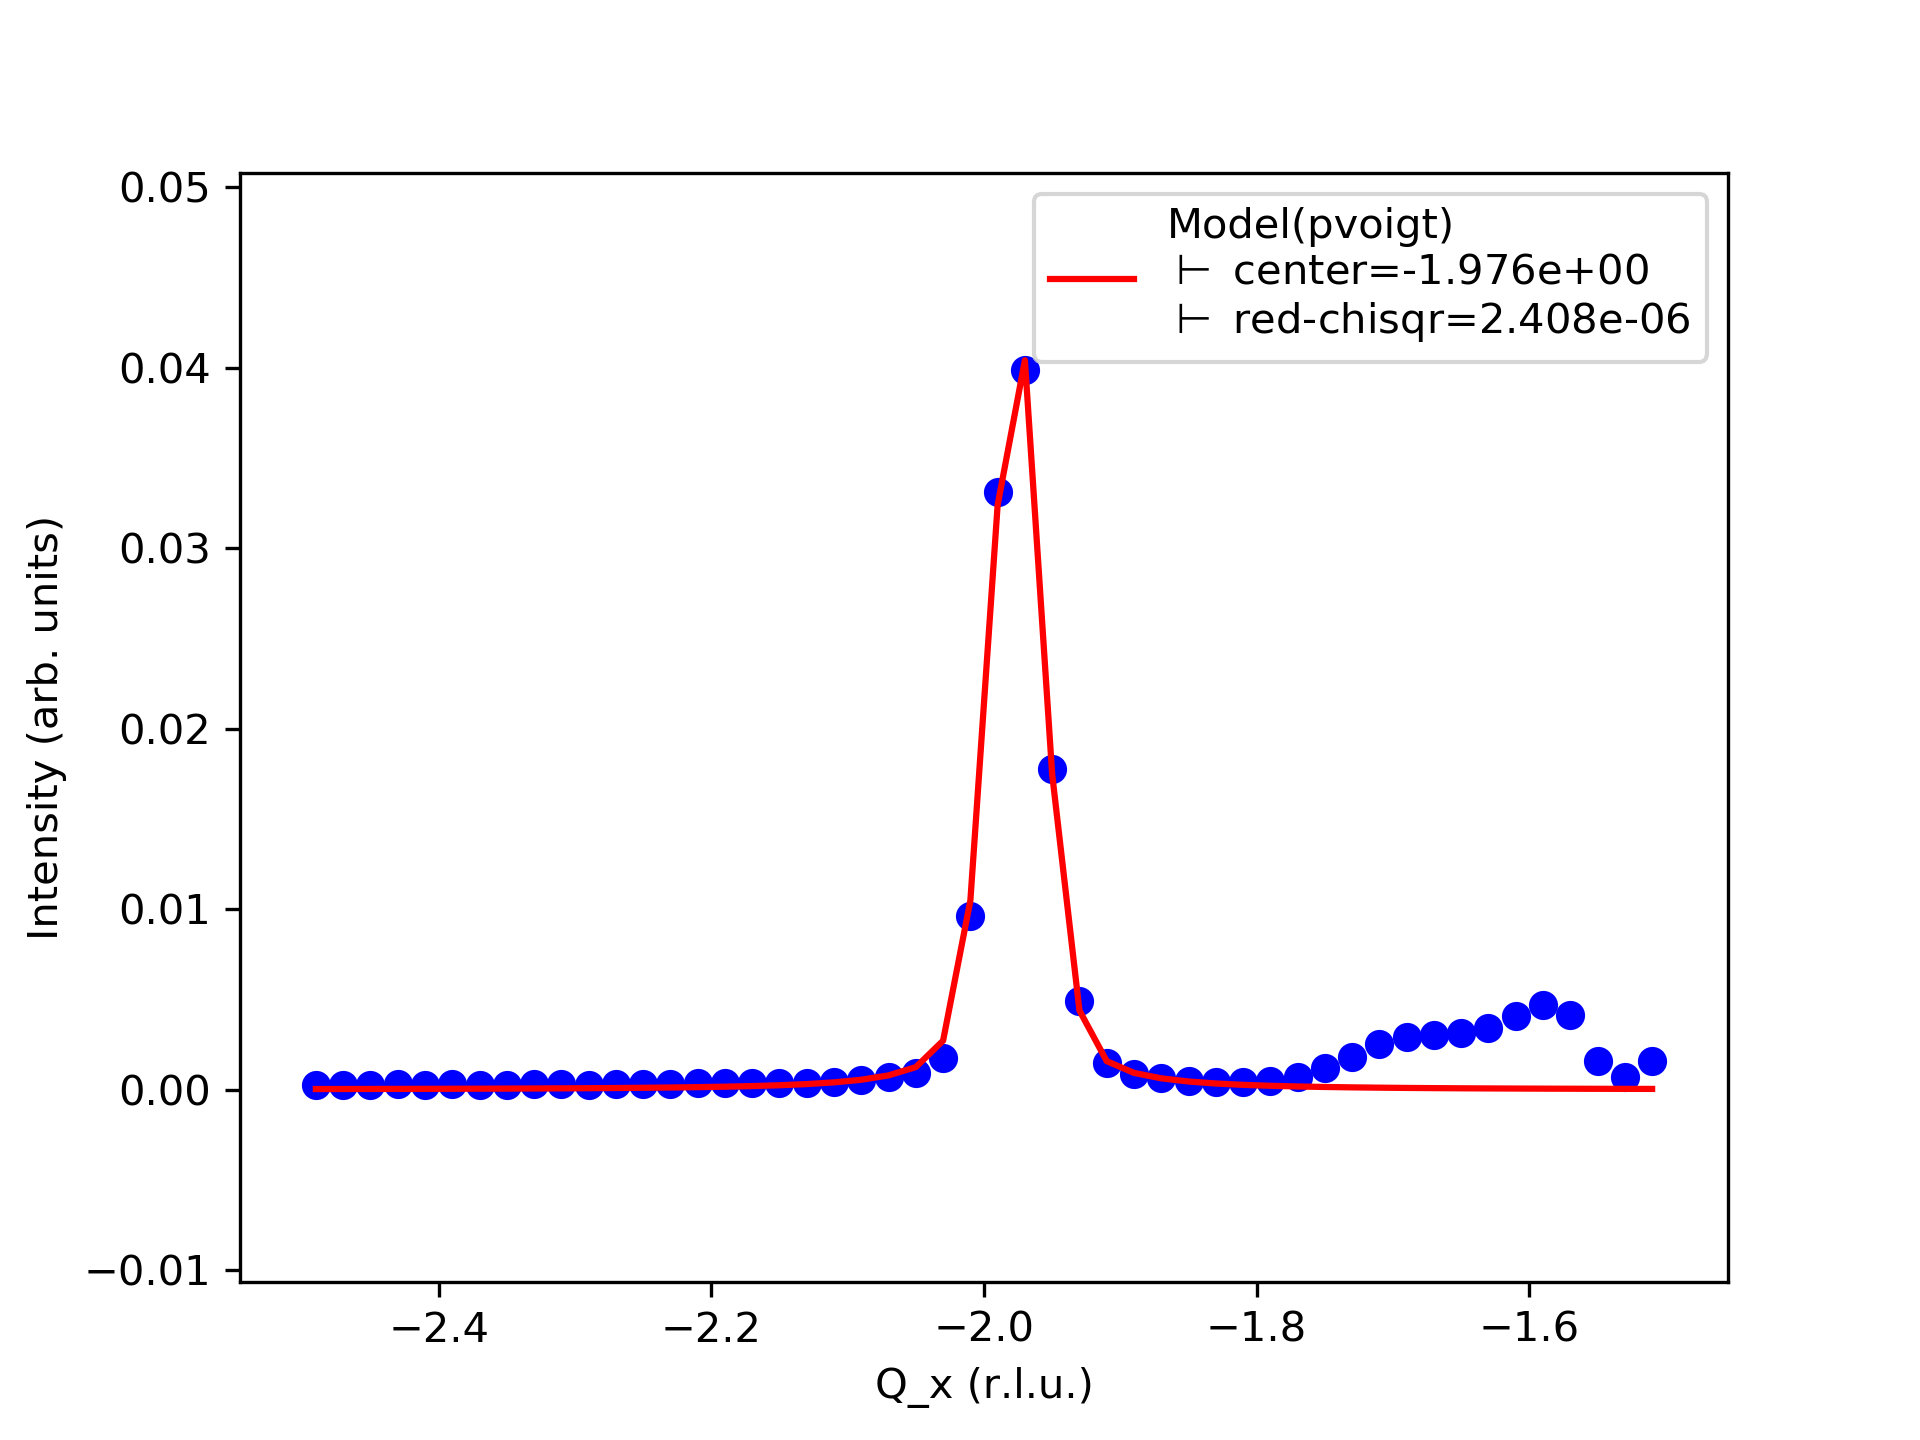 Model(pvoigt)
⊢ center=-1.976e+00
⊢ red-chisqr=2.408e-06
0.05
0.04
0.03
0.02
0.01
0.00
−0.01
Intensity (arb. units)
−2.4 −2.2 −2.0 −1.8 −1.6
Q_x (r.l.u.)